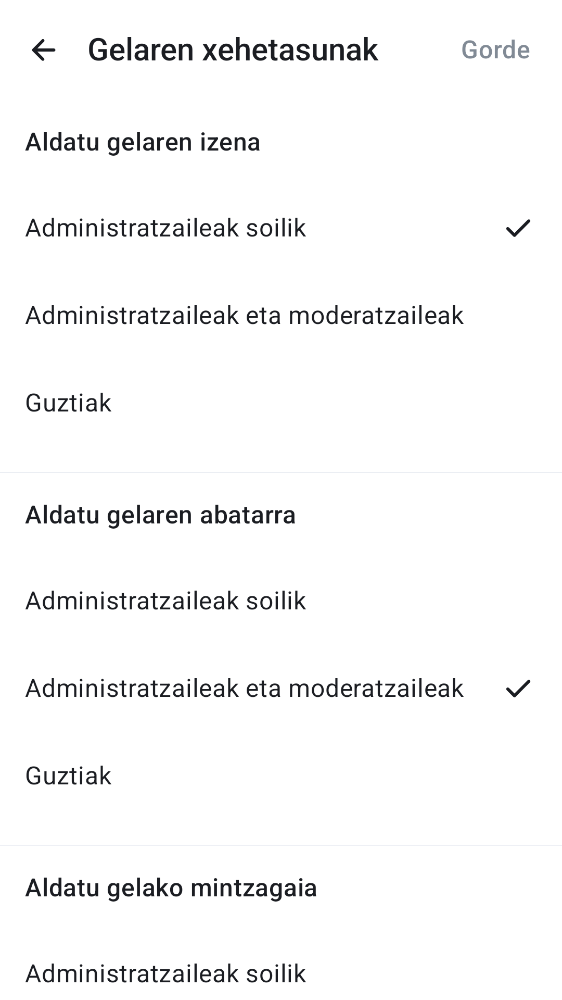 Gelaren xehetasunak
Gorde
Aldatu gelaren izena
Administratzaileak soilik
Administratzaileak eta moderatzaileak
Guztiak
Aldatu gelaren abatarra
Administratzaileak soilik
Administratzaileak eta moderatzaileak
Guztiak
Aldatu gelako mintzagaia
Administratzaileak soilik